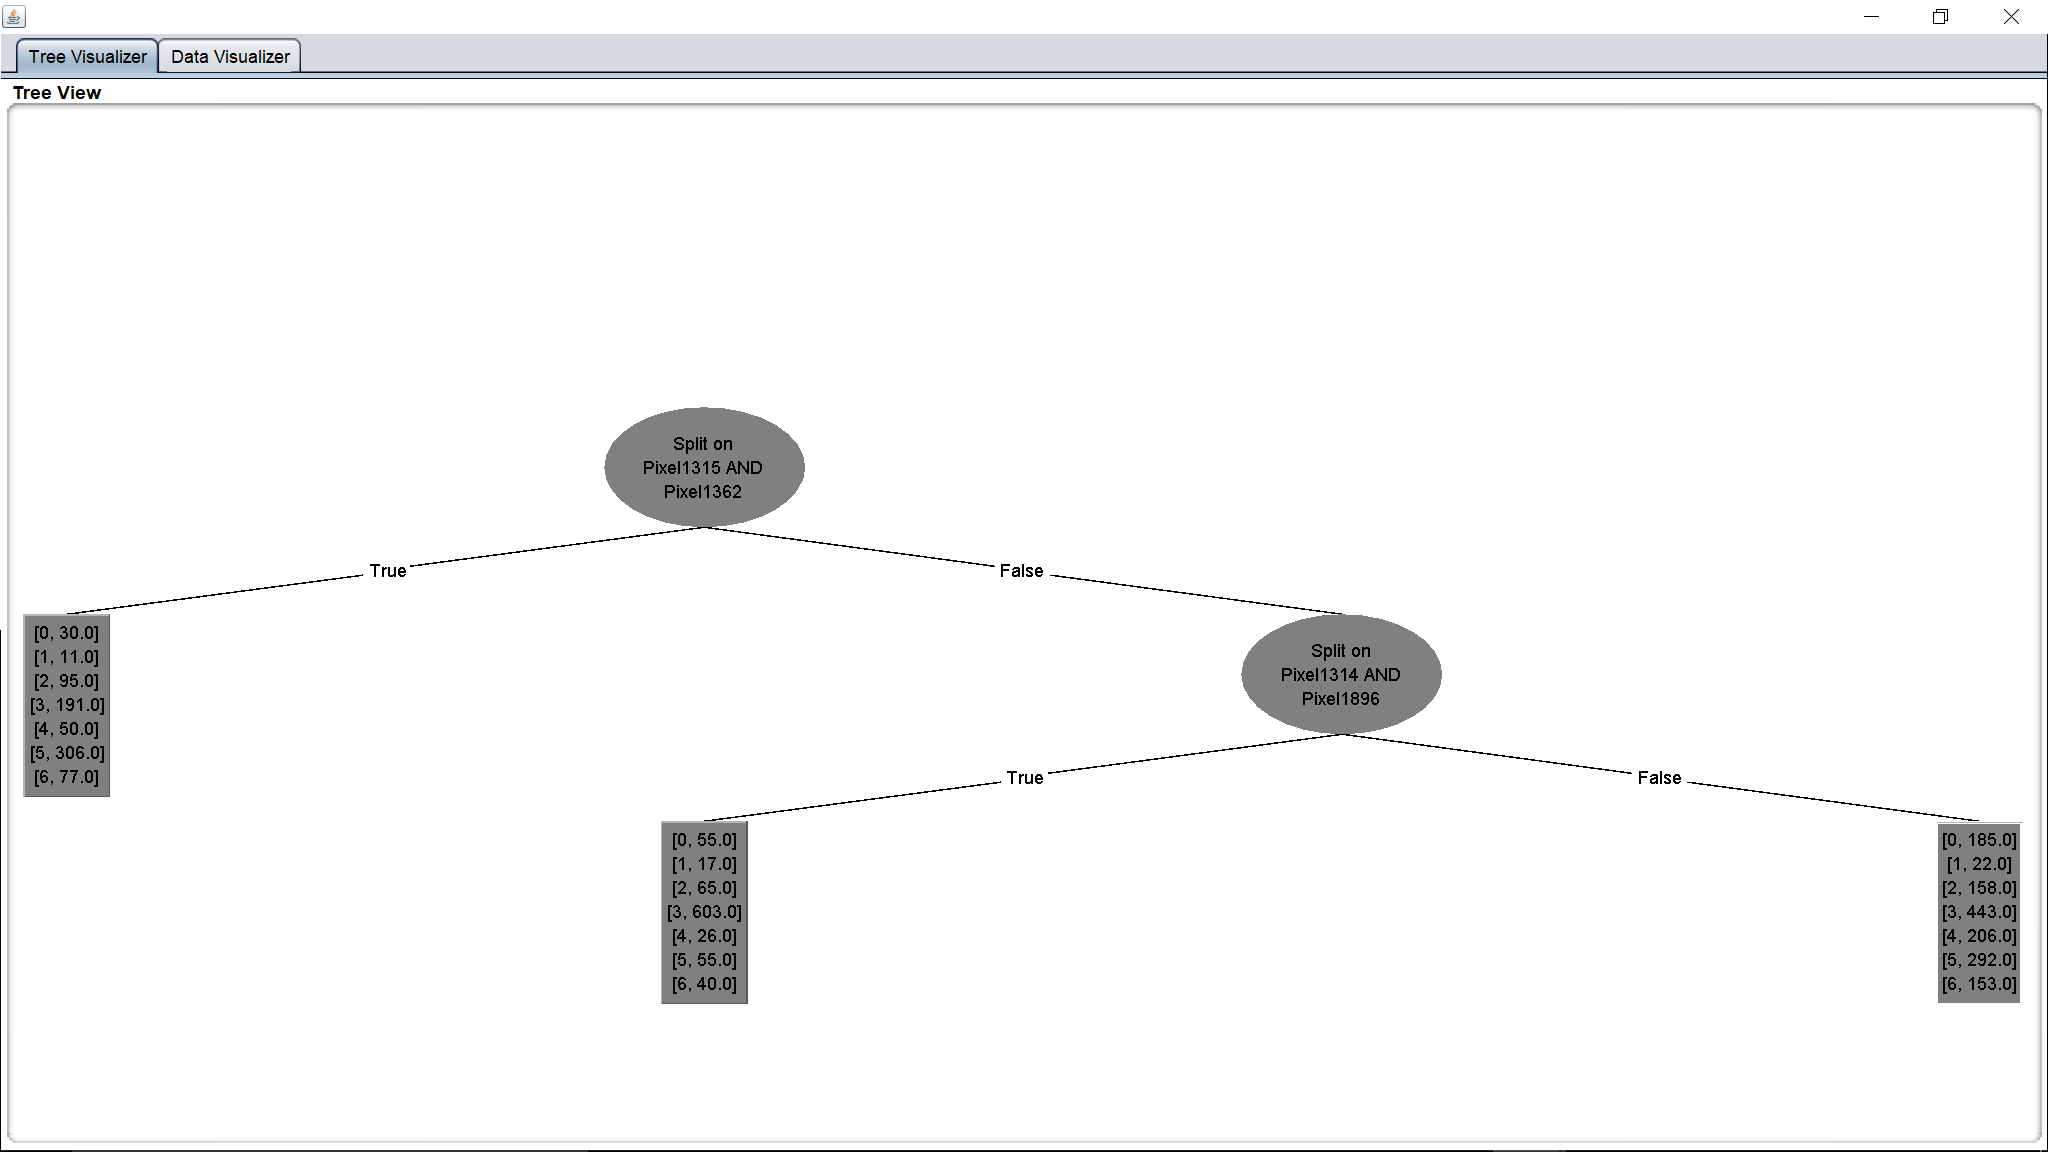 Tree Visualizer
Data Visualizer
Tree View
Split on
Pixel1315 AND
Pixel1362
True
False
[0, 30.0]
[1, 11.0]
[2, 95.0]
[3, 191.0]
[4, 50.0]
[5, 306.0]
[6, 77.0]
Split on
Pixel1314 AND
Pixel1896
True
False
[0, 55.0]
[1, 17.0]
[2, 65.0]
[3, 603.0]
[4, 26.0]
[5, 55.0]
[6, 40.0]
[0, 185.0]
[1, 22.0]
[2, 158.0]
[3, 443.0]
[4, 206.0]
[5, 292.0]
[6, 153.0]